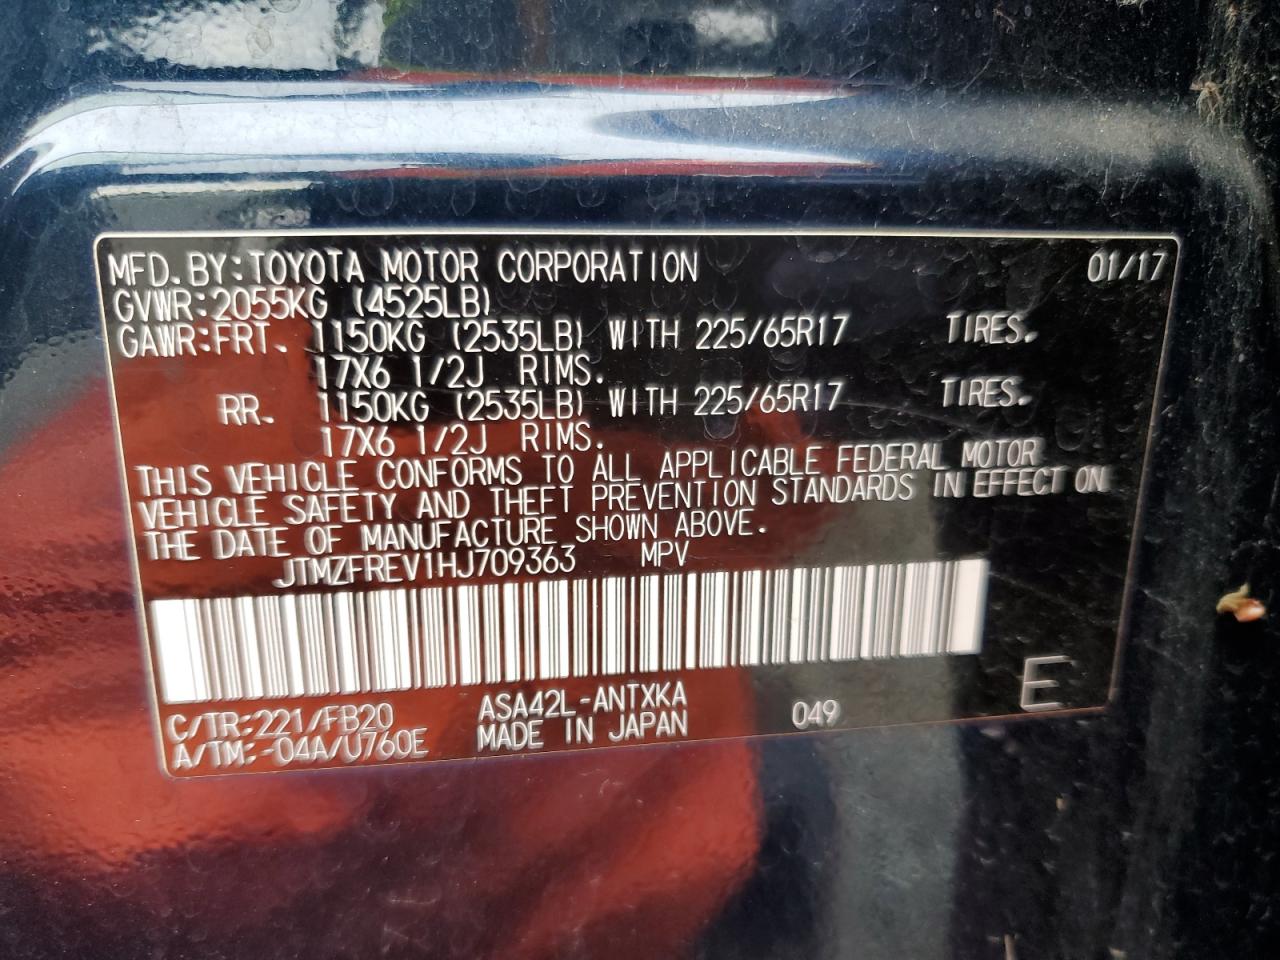 MFD.BY:TOYOTA MOTOR CORPORATION 01/17
GVWR:2055KG (4525LB)
GAWR:FRT. 1150KG (2535LB) WITH 225/65R17 TIRES.
17X6 1/2J RIMS.
RR. 1150KG (2535LB) WITH 225/65R17 TIRES.
17X6 1/2J RIMS.
THIS VEHICLE CONFORMS TO ALL APPLICABLE FEDERAL MOTOR
VEHICLE SAFETY AND THEFT PREVENTION STANDARDS IN EFFECT ON
THE DATE OF MANUFACTURE SHOWN ABOVE.
JTMZFREV1HJ709363 MPV
C/TR:221/FB20 ASA42L-ANTXKA 049 E
A/TM:-04A/U760E MADE IN JAPAN